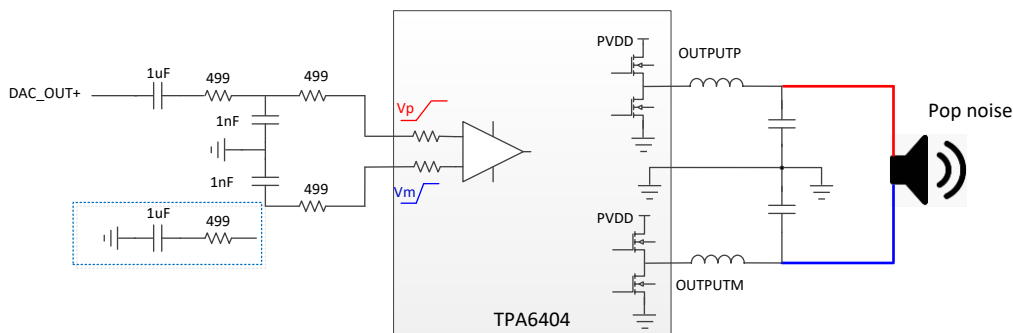 PVDD
OUTPUTP
499
499
1uF
DAC_OUT+
Pop noise
Vp
1nF
1nF
499
Vm
1uF
499
PVDD
OUTPUTM
TPA6404